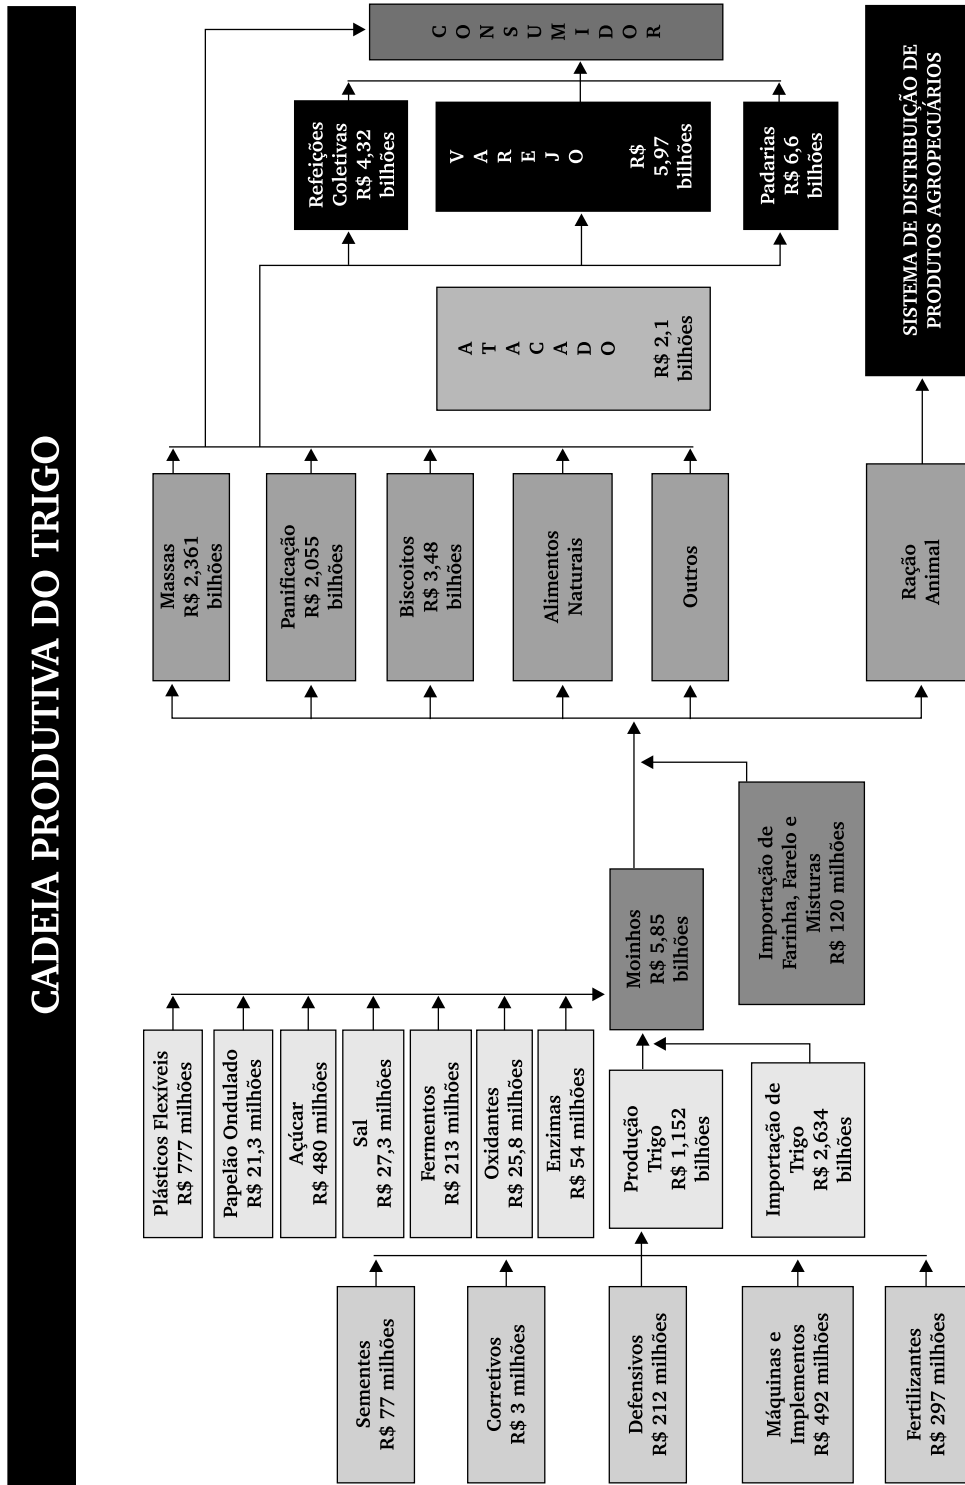 CADEIA PRODUTIVA DO TRIGO
Sementes
R$ 77 milhões
Corretivos
R$ 3 milhões
Defensivos
R$ 212 milhões
Máquinas e
Implementos
R$ 492 milhões
Fertilizantes
R$ 297 milhões
Plásticos Flexíveis
R$ 777 milhões
Papelão Ondulado
R$ 21,3 milhões
Açúcar
R$ 480 milhões
Sal
R$ 27,3 milhões
Fermentos
R$ 213 milhões
Oxidantes
R$ 25,8 milhões
Enzimas
R$ 54 milhões
Produção
Trigo
R$ 1,152
bilhões
Importação de
Trigo
R$ 2,634
bilhões
Moinhos
R$ 5,85
bilhões
Importação de
Farinha, Farelo e
Misturas
R$ 120 milhões
Massas
R$ 2,361
bilhões
Panificação
R$ 2,055
bilhões
Biscoitos
R$ 3,48
bilhões
Alimentos
Naturais
Outros
Ração
Animal
A
T
A
C
A
D
O
R$ 2,1
bilhões
Refeições
Coletivas
R$ 4,32
bilhões
V
A
R
E
J
O
R$
5,97
bilhões
Padarias
R$ 6,6
bilhões
C
O
N
S
U
M
I
D
O
R
SISTEMA DE DISTRIBUIÇÃO DE
PRODUTOS AGROPECUÁRIOS